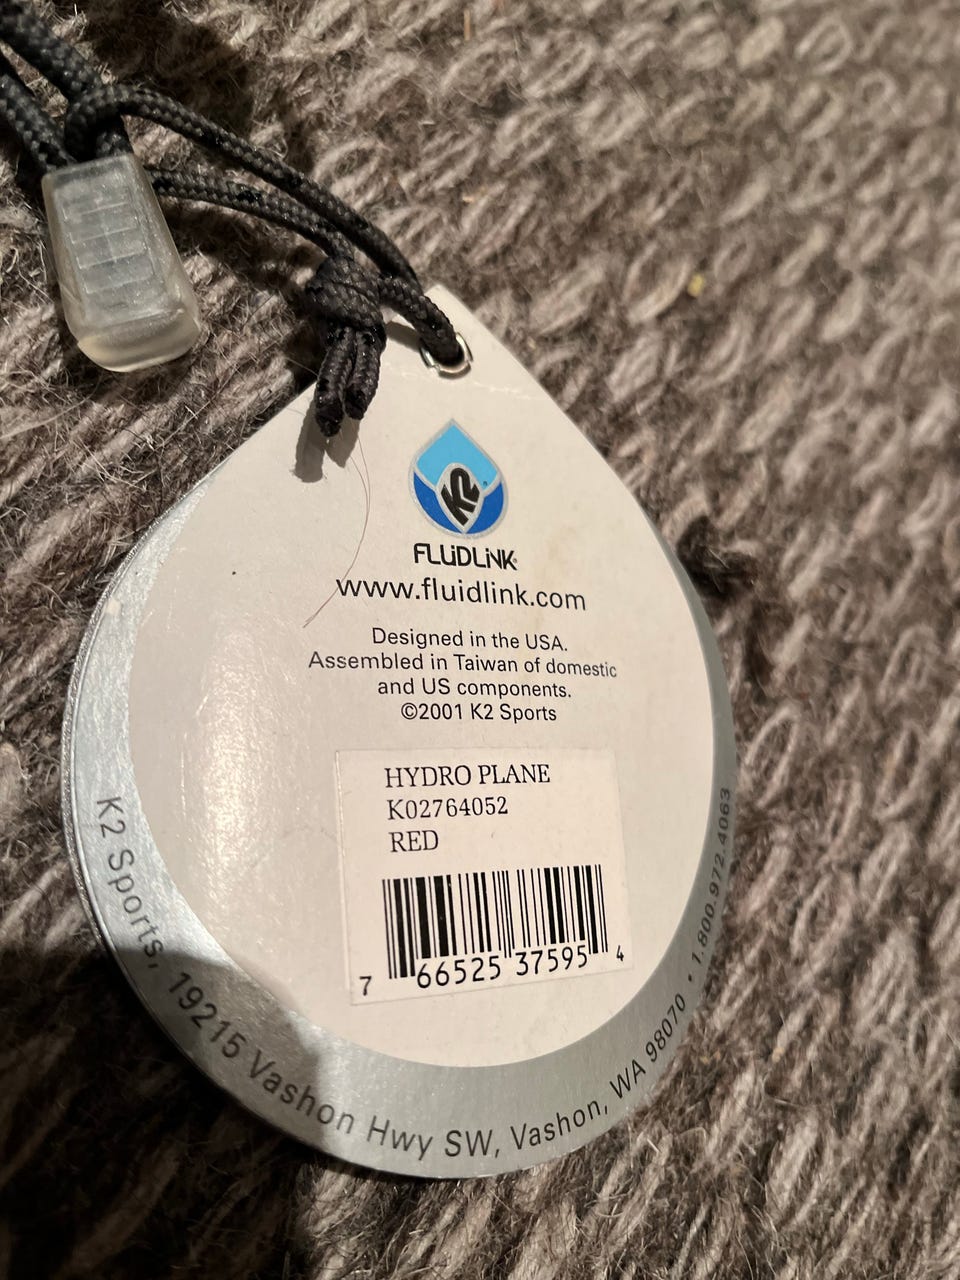 K2
FLUiDLiNK
www.fluidlink.com
Designed in the USA.
Assembled in Taiwan of domestic
and US components.
©2001 K2 Sports
HYDRO PLANE
K02764052
RED
7 66525 37595 4
K2 Sports, 19215 Vashon Hwy SW, Vashon, WA 98070 • 1.800.972.4063